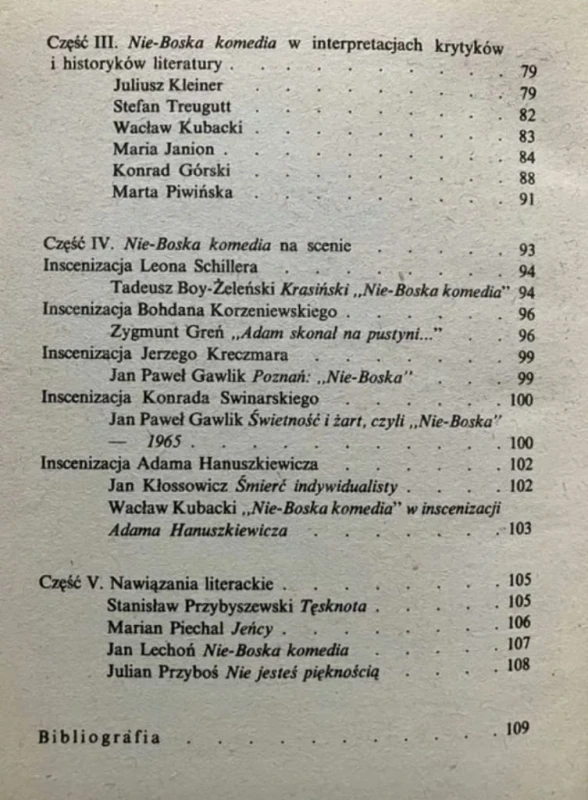 Część III. Nie-Boska komedia w interpretacjach krytyków
i historyków literatury . . . . . . . . . . 79
Juliusz Kleiner . . . . . . . . . 79
Stefan Treugutt . . . . . . . . . 82
Wacław Kubacki . . . . . . . . . 83
Maria Janion . . . . . . . . . . 84
Konrad Górski . . . . . . . . . 88
Marta Piwińska . . . . . . . . . 91
Część IV. Nie-Boska komedia na scenie . . . . . 93
Inscenizacja Leona Schillera . . . . . . . . 94
Tadeusz Boy-Żeleński Krasiński „Nie-Boska komedia” 94
Inscenizacja Bohdana Korzeniewskiego . . . . . . 96
Zygmunt Greń „Adam skonał na pustyni...” . . 96
Inscenizacja Jerzego Kreczmara . . . . . . . 99
Jan Paweł Gawlik Poznań: „Nie-Boska” . . . . 99
Inscenizacja Konrada Swinarskiego . . . . . . 100
Jan Paweł Gawlik Świetność i żart, czyli „Nie-Boska”
— 1965 . . . . . . . . . . . 100
Inscenizacja Adama Hanuszkiewicza . . . . . . 102
Jan Kłossowicz Śmierć indywidualisty . . . . 102
Wacław Kubacki „Nie-Boska komedia” w inscenizacji
Adama Hanuszkiewicza . . . . . . . 103
Część V. Nawiązania literackie . . . . . . . . 105
Stanisław Przybyszewski Tęsknota . . . . . 105
Marian Piechal Jeńcy . . . . . . . . 106
Jan Lechoń Nie-Boska komedia . . . . . 107
Julian Przyboś Nie jesteś pięknością . . . . 108
Bibliografia . . . . . . . . . . . 109